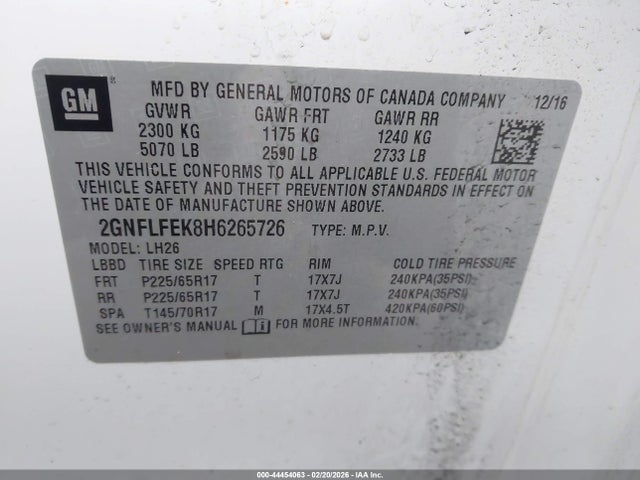 GM ®
MFD BY GENERAL MOTORS OF CANADA COMPANY 12/16
GVWR GAWR FRT GAWR RR
2300 KG 1175 KG 1240 KG
5070 LB 2590 LB 2733 LB
THIS VEHICLE CONFORMS TO ALL APPLICABLE U.S. FEDERAL MOTOR
VEHICLE SAFETY AND THEFT PREVENTION STANDARDS IN EFFECT ON
THE DATE OF MANUFACTURE SHOWN ABOVE.
2GNFLFEK8H6265726 TYPE: M.P.V.
MODEL: LH26
LBBD TIRE SIZE SPEED RTG RIM COLD TIRE PRESSURE
FRT P225/65R17 T 17X7J 240KPA(35PSI)
RR P225/65R17 T 17X7J 240KPA(35PSI)
SPA T145/70R17 M 17X4.5T 420KPA(60PSI)
SEE OWNER'S MANUAL FOR MORE INFORMATION.
000-44454063 - 02/20/2026 - IAA Inc.